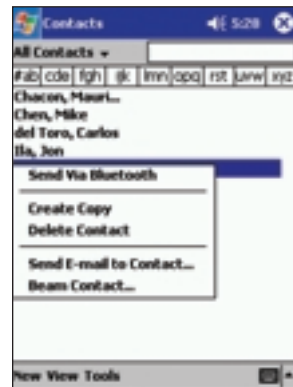 Contacts 5:28
All Contacts
#ab cde fgh ijk lmn opq rst uvw xyz
Chacon, Mauri...
Chen, Mike
del Toro, Carlos
Ila, Jon
Send Via Bluetooth
Create Copy
Delete Contact
Send E-mail to Contact...
Beam Contact...
New View Tools